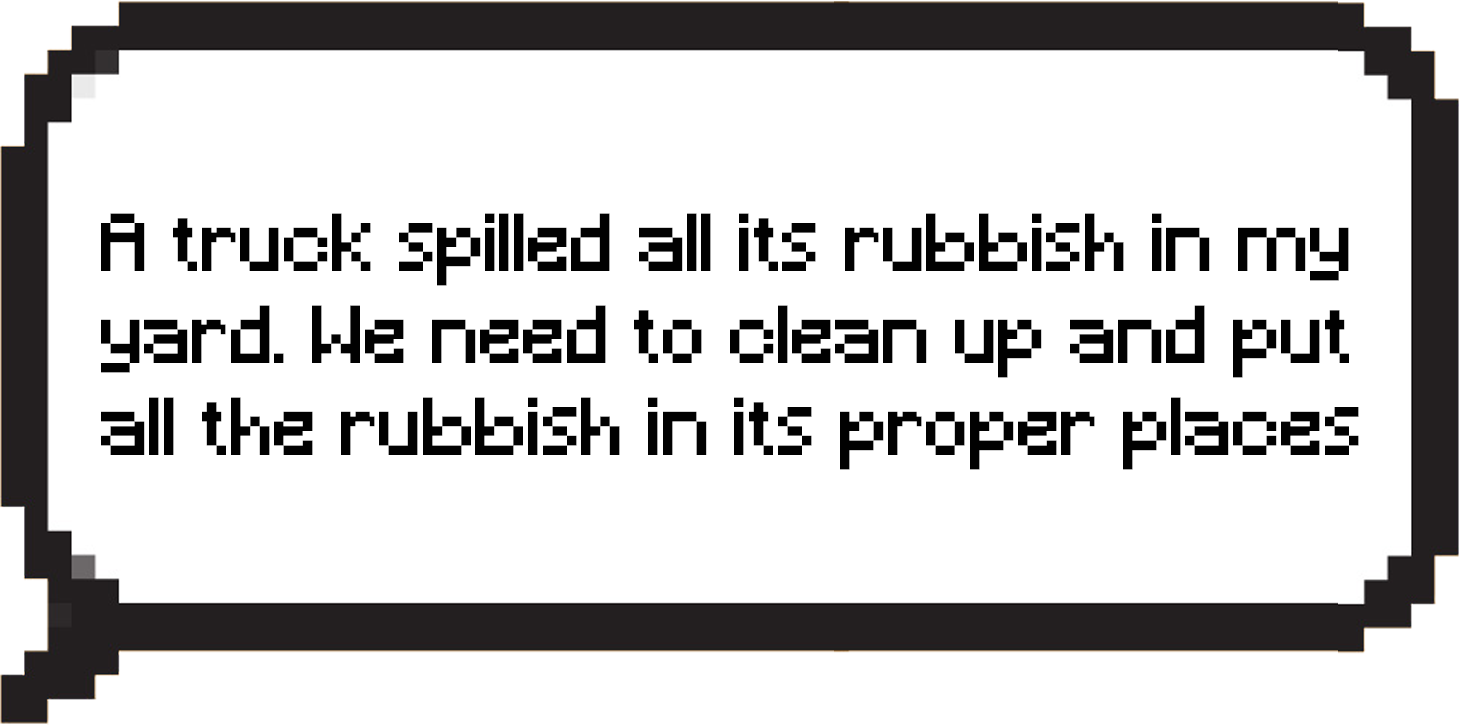 A truck spilled all its rubbish in my
yard. We need to clean up and put
all the rubbish in its proper places